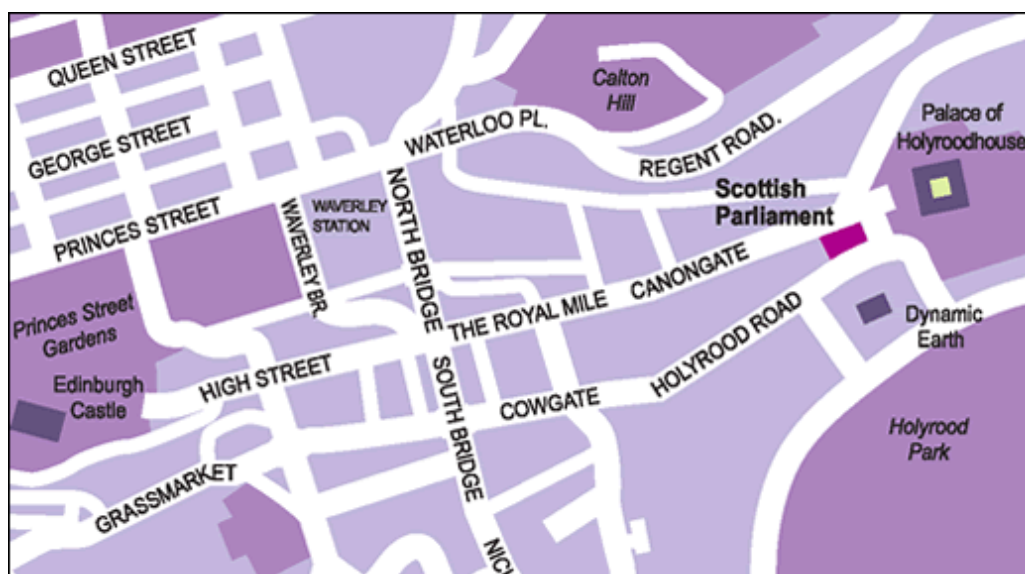 QUEEN STREET
GEORGE STREET
PRINCES STREET
WATERLOO PL.
Calton
Hill
REGENT ROAD.
Palace of
Holyroodhouse
WAVERLEY
STATION
WAVERLEY BR.
NORTH BRIDGE
Scottish
Parliament
Princes Street
Gardens
Edinburgh
Castle
HIGH STREET
THE ROYAL MILE
CANONGATE
HOLYROOD ROAD
Dynamic
Earth
SOUTH BRIDGE
COWGATE
Holyrood
Park
GRASSMARKET